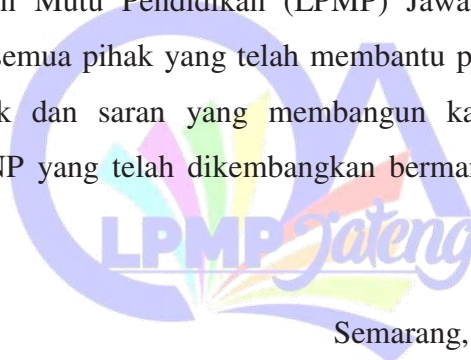 Mutu Pendidikan (LPMP) Jawa
semua pihak yang telah membantu p
k dan saran yang membangun ka
NP yang telah dikembangkan berma
LPMP Jateng
Semarang,